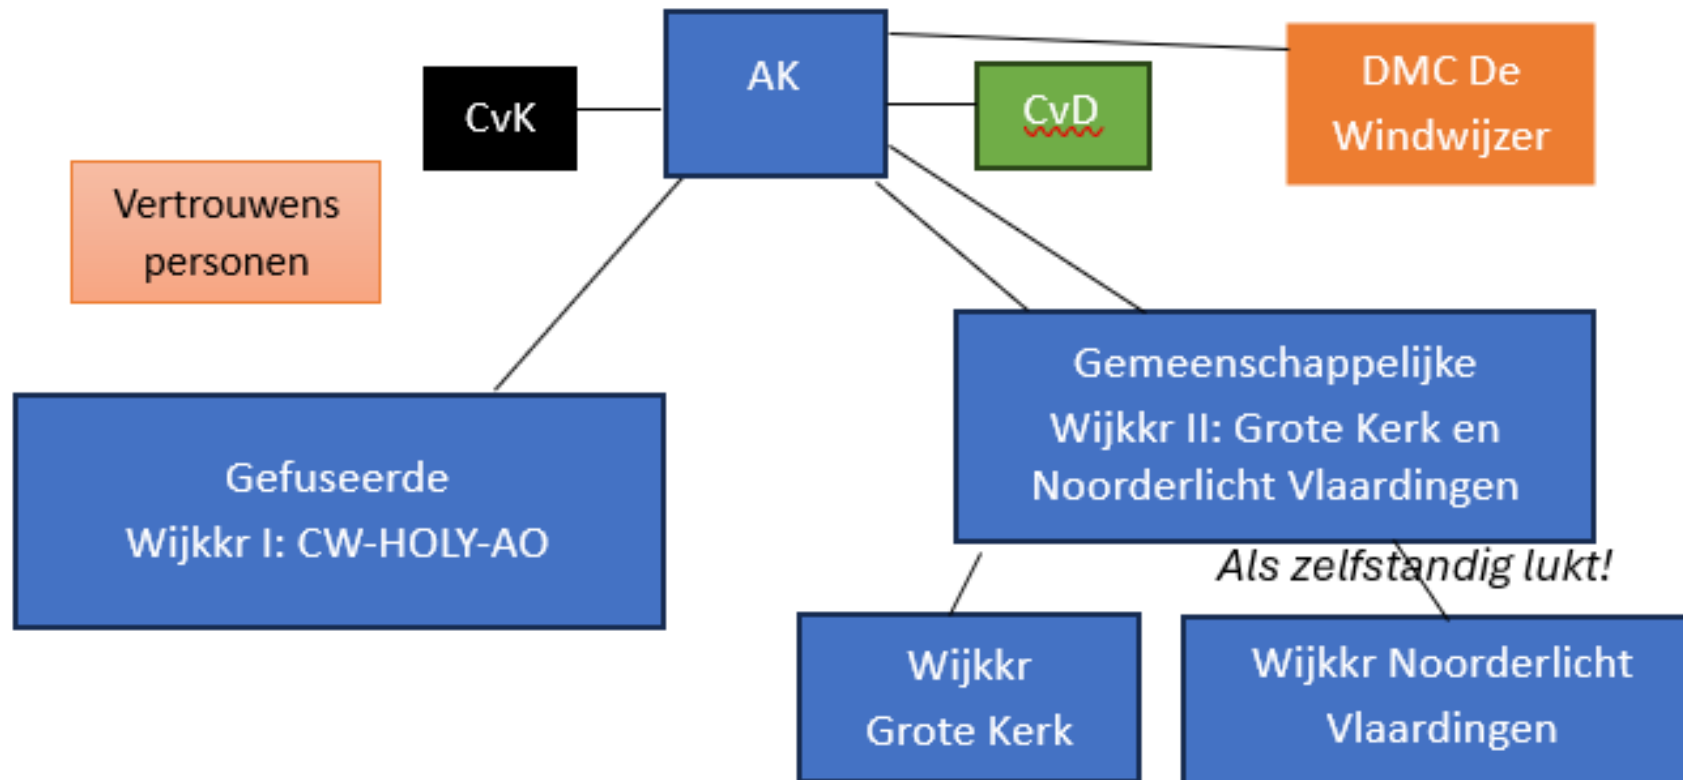 AK
CvK
CvD
DMC De
Windwijzer
Vertrouwens
personen
Gemeenschappelijke
Wijkkr II: Grote Kerk en
Noorderlicht Vlaardingen
Gefuseerde
Wijkkr I: CW-HOLY-AO
Als zelfstandig lukt!
Wijkkr
Grote Kerk
Wijkkr Noorderlicht
Vlaardingen